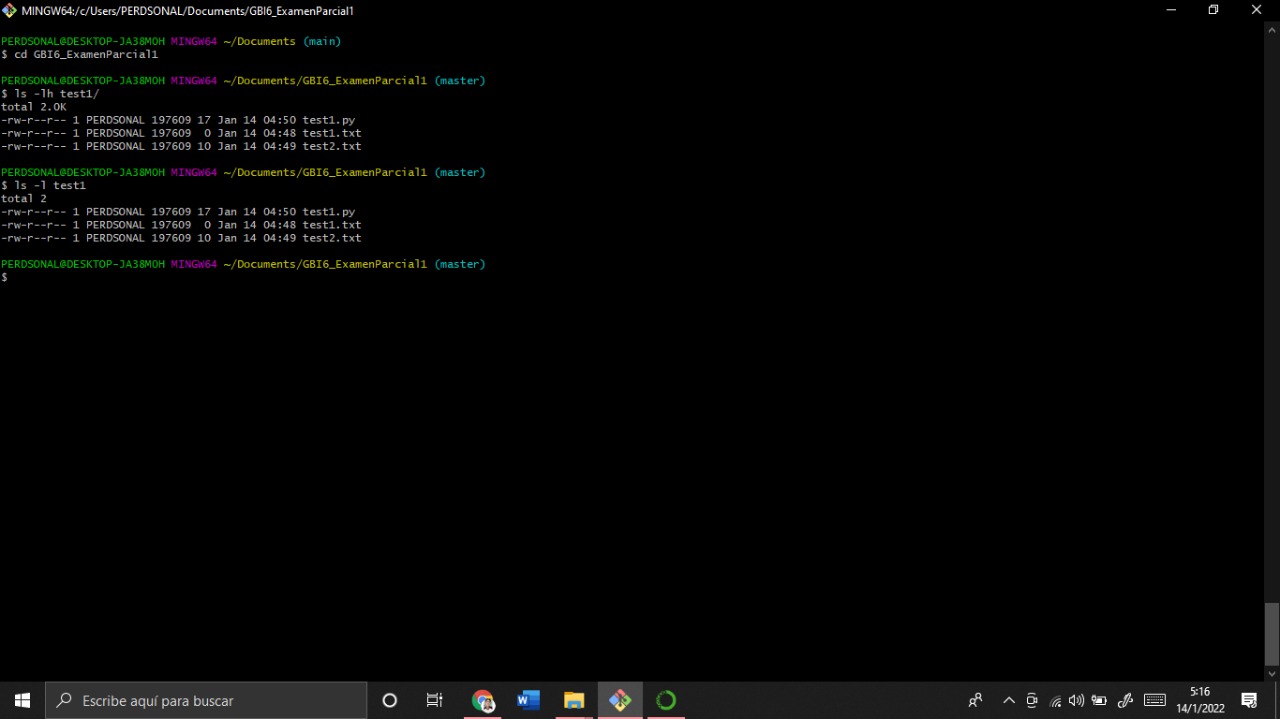 MINGW64:/c/Users/PERDSONAL/Documents/GBI6_ExamenParcial1
PERDSONAL@DESKTOP-JA38MOH MINGW64 ~/Documents (main)
$ cd GBI6_ExamenParcial1
PERDSONAL@DESKTOP-JA38MOH MINGW64 ~/Documents/GBI6_ExamenParcial1 (master)
$ ls -lh test1/
total 2.0K
-rw-r--r-- 1 PERDSONAL 197609 17 Jan 14 04:50 test1.py
-rw-r--r-- 1 PERDSONAL 197609  0 Jan 14 04:48 test1.txt
-rw-r--r-- 1 PERDSONAL 197609 10 Jan 14 04:49 test2.txt
PERDSONAL@DESKTOP-JA38MOH MINGW64 ~/Documents/GBI6_ExamenParcial1 (master)
$ ls -l test1
total 2
-rw-r--r-- 1 PERDSONAL 197609 17 Jan 14 04:50 test1.py
-rw-r--r-- 1 PERDSONAL 197609  0 Jan 14 04:48 test1.txt
-rw-r--r-- 1 PERDSONAL 197609 10 Jan 14 04:49 test2.txt
PERDSONAL@DESKTOP-JA38MOH MINGW64 ~/Documents/GBI6_ExamenParcial1 (master)
$
Escribe aquí para buscar
5:16
14/1/2022